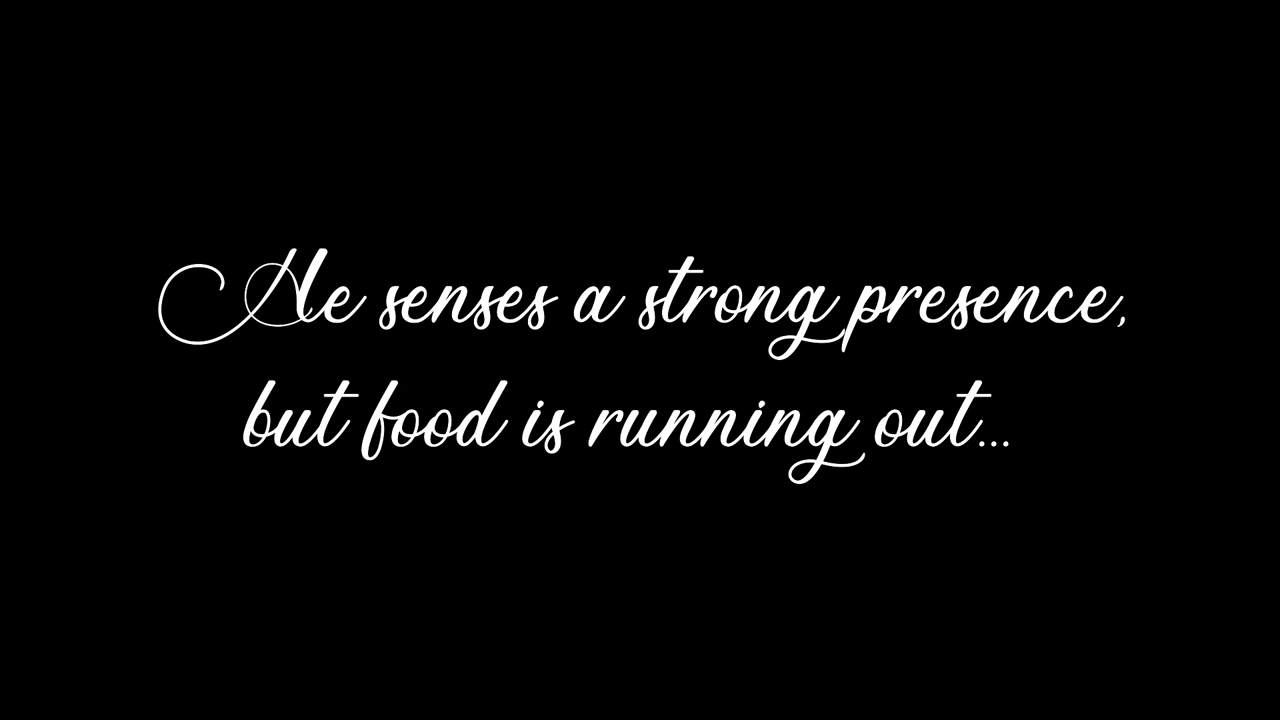 He senses a strong presence,
but food is running out...